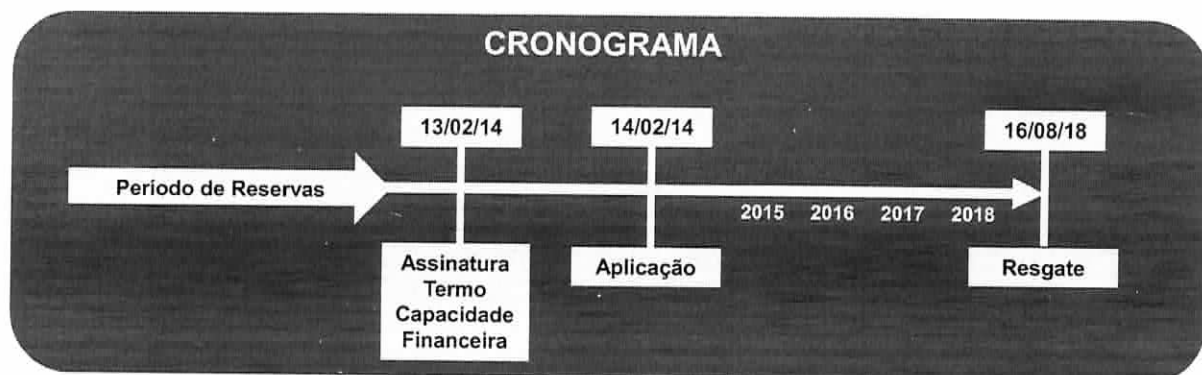 CRONOGRAMA
13/02/14
14/02/14
16/08/18
Período de Reservas
2015 2016 2017 2018
Assinatura
Termo
Capacidade
Financeira
Aplicação
Resgate